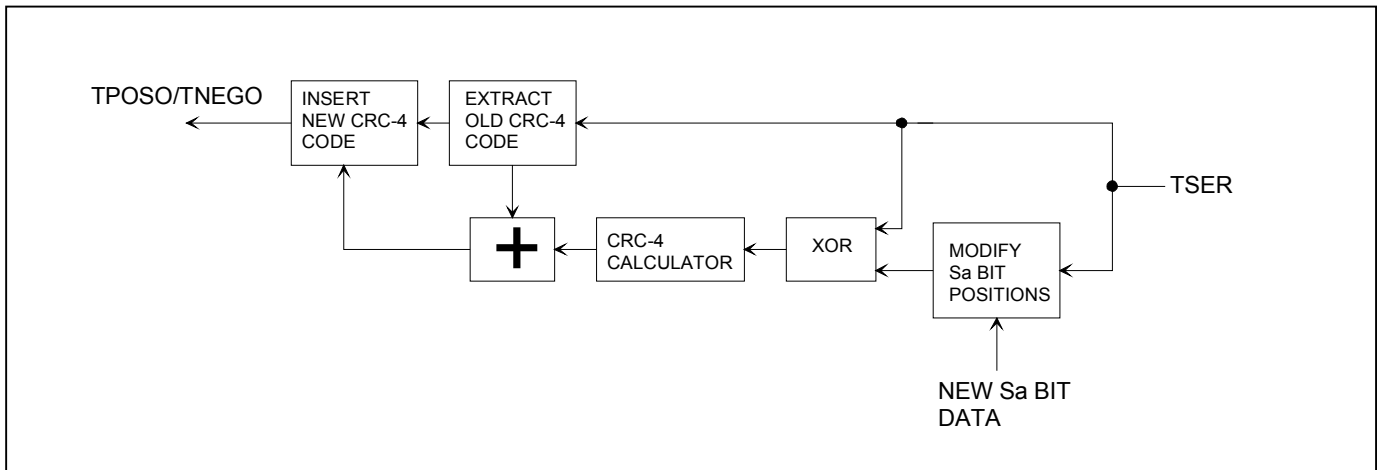 TPOSO/TNEGO
INSERT
NEW CRC-4
CODE
EXTRACT
OLD CRC-4
CODE
TSER
+
CRC-4
CALCULATOR
XOR
MODIFY
Sa BIT
POSITIONS
NEW Sa BIT
DATA